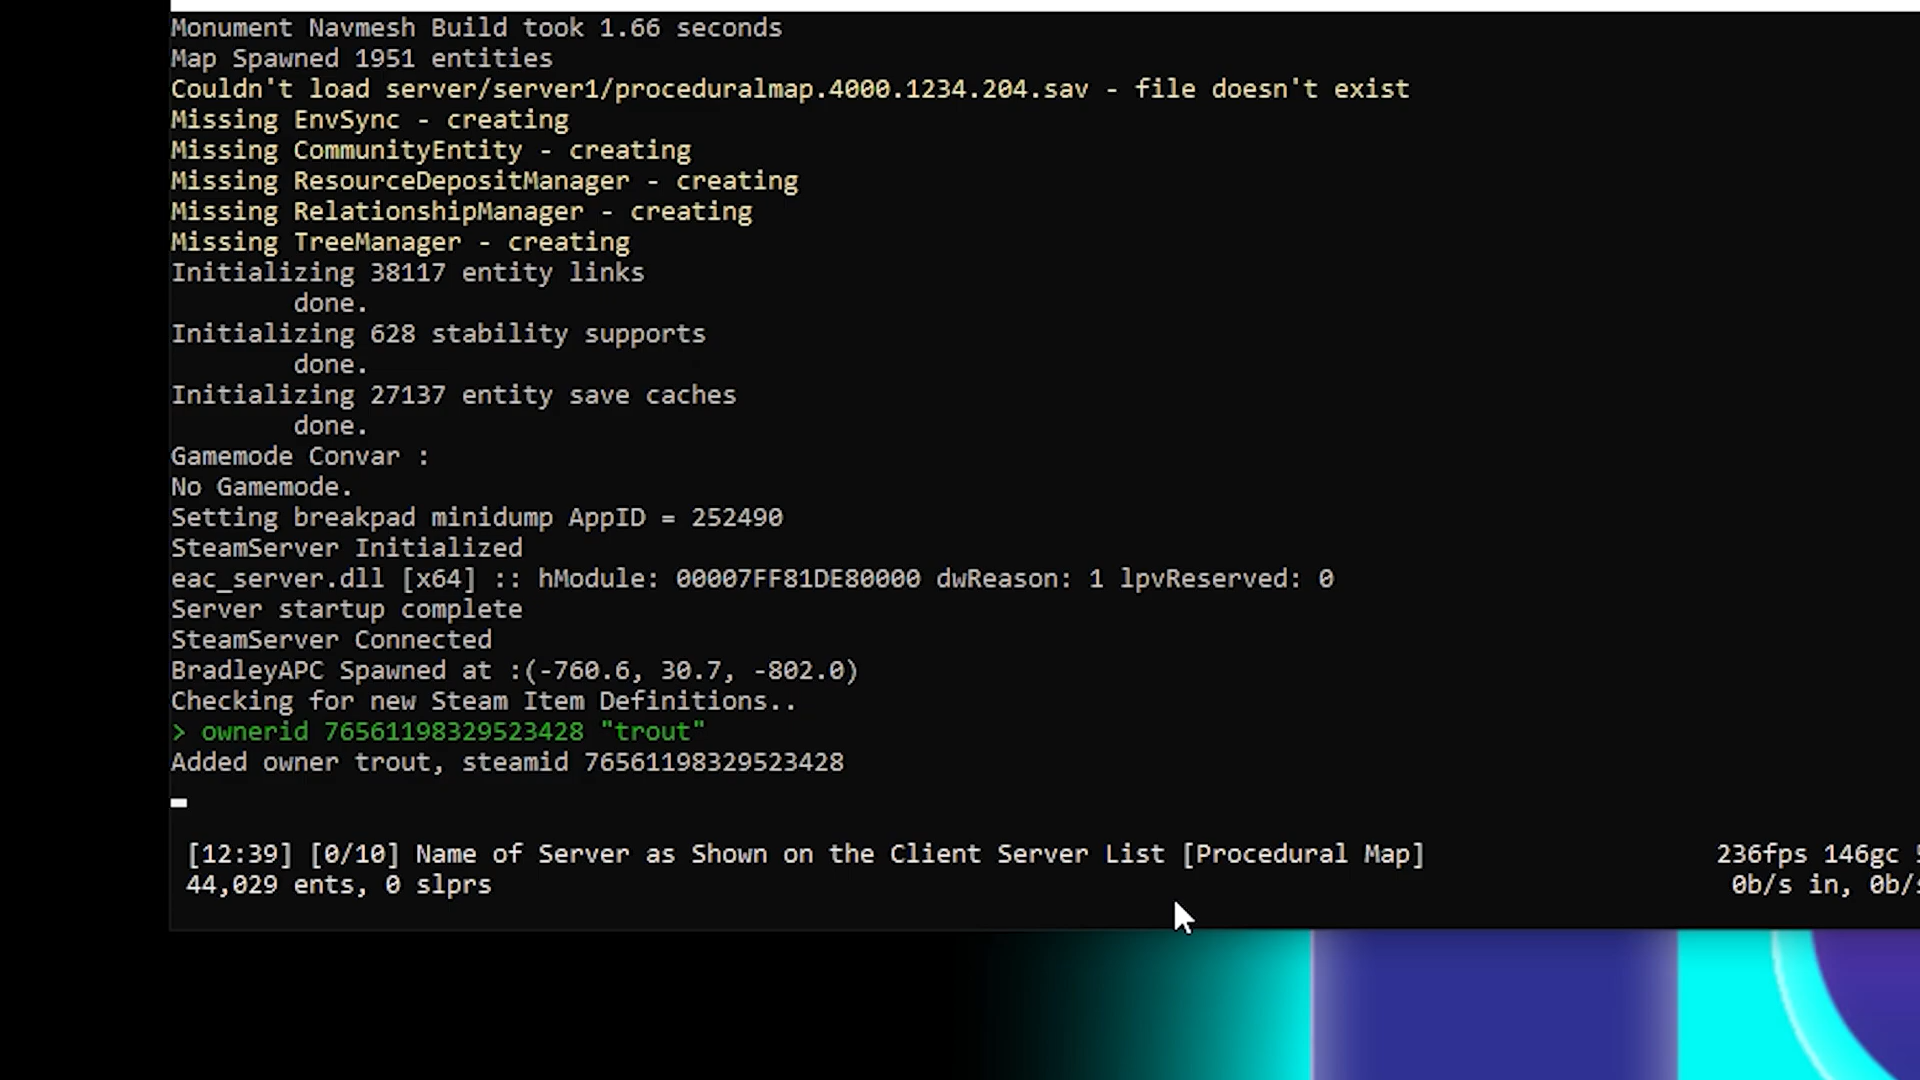 Monument Navmesh Build took 1.66 seconds
Map Spawned 1951 entities
Couldn't load server/server1/proceduralmap.4000.1234.204.sav - file doesn't exist
Missing EnvSync - creating
Missing CommunityEntity - creating
Missing ResourceDepositManager - creating
Missing RelationshipManager - creating
Missing TreeManager - creating
Initializing 38117 entity links
done.
Initializing 628 stability supports
done.
Initializing 27137 entity save caches
done.
Gamemode Convar :
No Gamemode.
Setting breakpad minidump AppID = 252490
SteamServer Initialized
eac_server.dll [x64] :: hModule: 00007FF81DE80000 dwReason: 1 lpvReserved: 0
Server startup complete
SteamServer Connected
BradleyAPC Spawned at :(-760.6, 30.7, -802.0)
Checking for new Steam Item Definitions..
> ownerid 76561198329523428 "trout"
Added owner trout, steamid 76561198329523428
[12:39] [0/10] Name of Server as Shown on the Client Server List [Procedural Map] 236fps 146gc
44,029 ents, 0 slprs 0b/s in, 0b/s